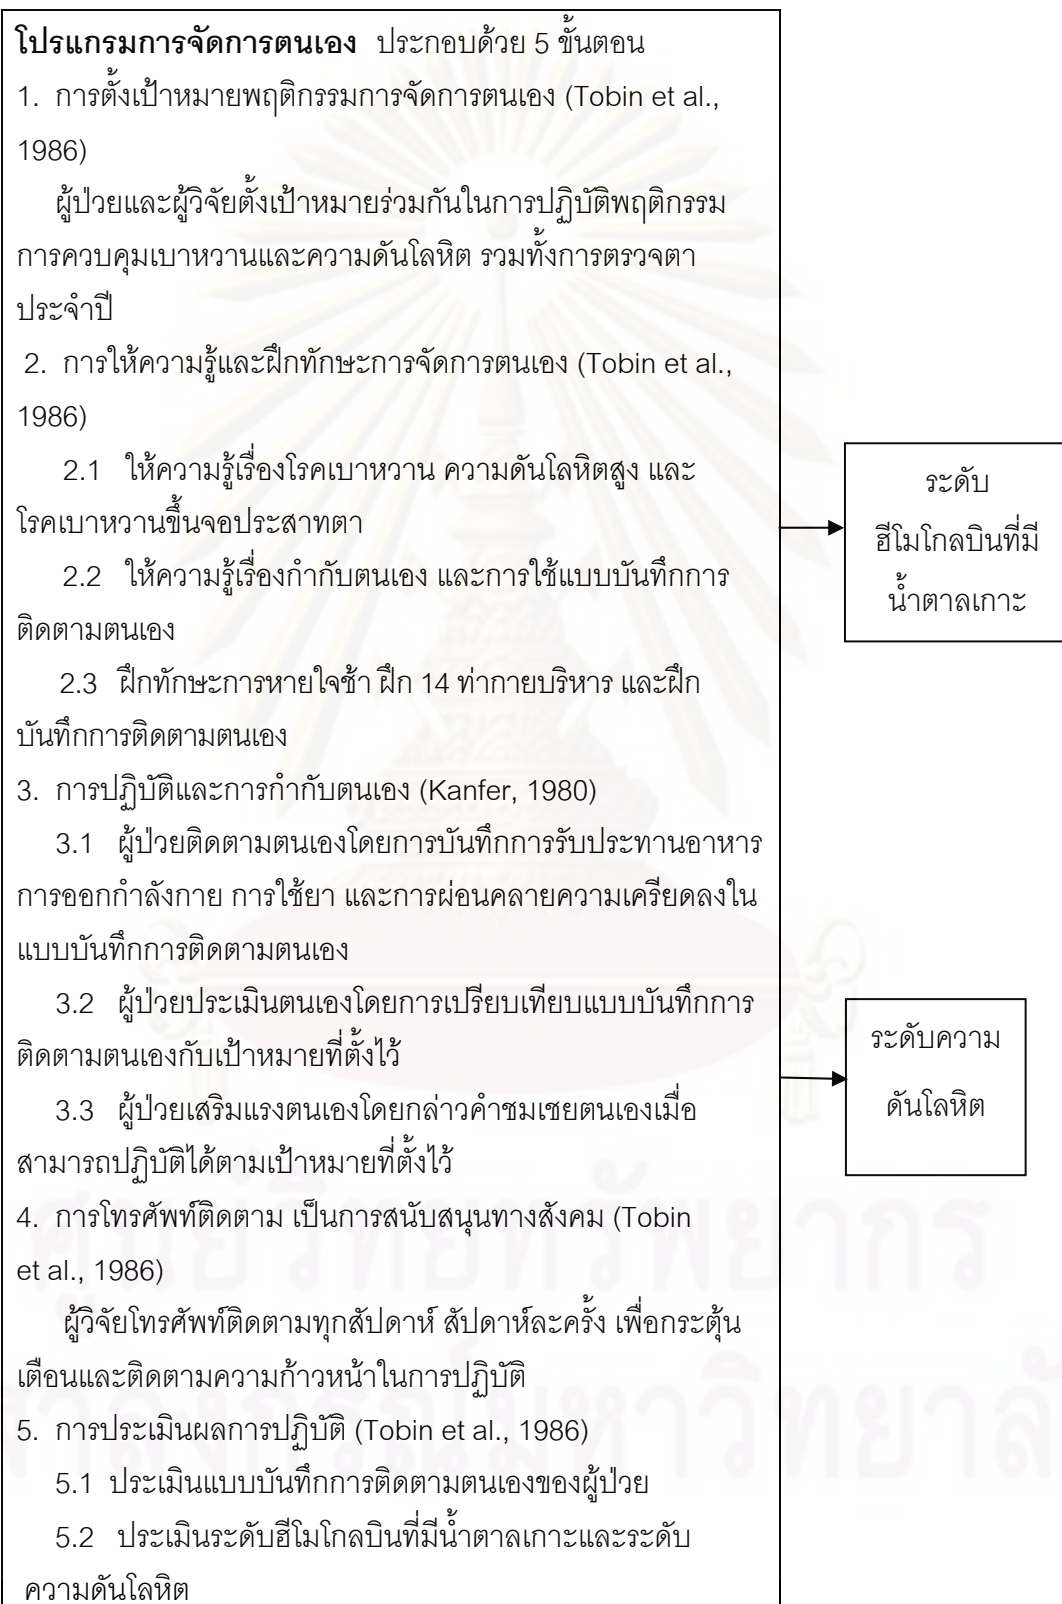 โปรแกรมการจัดการตนเอง ประกอบด้วย 5 ขั้นตอน
1. การตั้งเป้าหมายพฤติกรรมการจัดการตนเอง (Tobin et al.,
1986)
ผู้ป่วยและผู้วิจัยตั้งเป้าหมายร่วมกันในการปฏิบัติพฤติกรรม
การควบคุมเบาหวานและความดันโลหิต รวมทั้งการตรวจตา
ประจำปี
2. การให้ความรู้และฝึกทักษะการจัดการตนเอง (Tobin et al.,
1986)
2.1 ให้ความรู้เรื่องโรคเบาหวาน ความดันโลหิตสูง และ
โรคเบาหวานขึ้นจอประสาทตา
2.2 ให้ความรู้เรื่องกำกับตนเอง และการใช้แบบบันทึกการ
ติดตามตนเอง
2.3 ฝึกทักษะการหายใจช้า ฝึก 14 ท่ากายบริหาร และฝึก
บันทึกการติดตามตนเอง
3. การปฏิบัติและการกำกับตนเอง (Kanfer, 1980)
3.1 ผู้ป่วยติดตามตนเองโดยการบันทึกการรับประทานอาหาร
การออกกำลังกาย การใช้ยา และการผ่อนคลายความเครียดลงใน
แบบบันทึกการติดตามตนเอง
3.2 ผู้ป่วยประเมินตนเองโดยการเปรียบเทียบแบบบันทึกการ
ติดตามตนเองกับเป้าหมายที่ตั้งไว้
3.3 ผู้ป่วยเสริมแรงตนเองโดยกล่าวคำชมเชยตนเองเมื่อ
สามารถปฏิบัติได้ตามเป้าหมายที่ตั้งไว้
4. การโทรศัพท์ติดตาม เป็นการสนับสนุนทางสังคม (Tobin
et al., 1986)
ผู้วิจัยโทรศัพท์ติดตามทุกสัปดาห์ สัปดาห์ละครั้ง เพื่อกระตุ้น
เตือนและติดตามความก้าวหน้าในการปฏิบัติ
5. การประเมินผลการปฏิบัติ (Tobin et al., 1986)
5.1 ประเมินแบบบันทึกการติดตามตนเองของผู้ป่วย
5.2 ประเมินระดับฮีโมโกลบินที่มีน้ำตาลเกาะและระดับ
ความดันโลหิต
ระดับ
ฮีโมโกลบินที่มี
น้ำตาลเกาะ
ระดับความ
ดันโลหิต
ศูนย์วิทยทรัพยากร